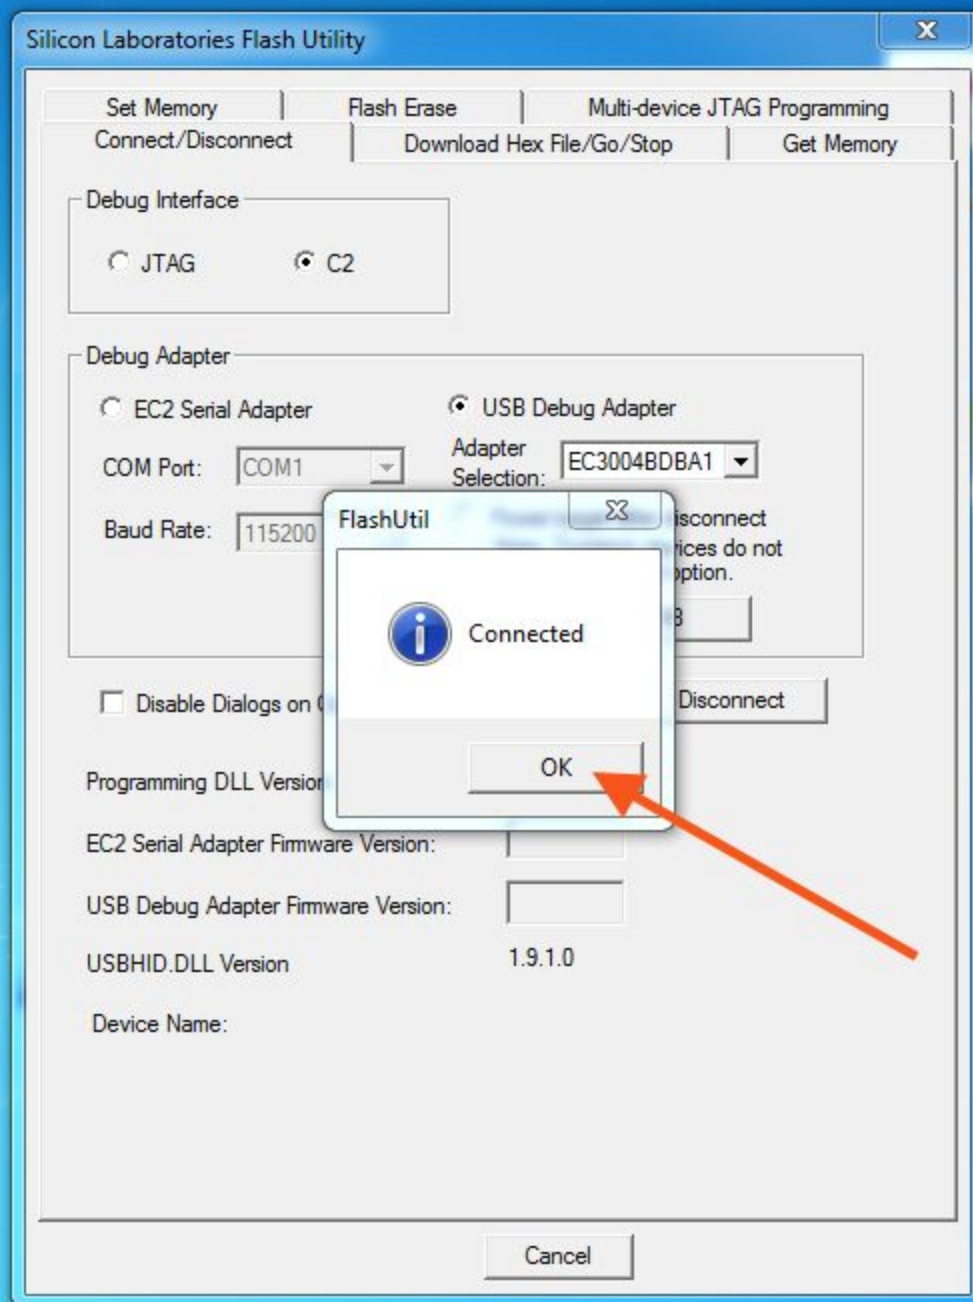 Silicon Laboratories Flash Utility
Set Memory
Flash Erase
Multi-device JTAG Programming
Connect/Disconnect
Download Hex File/Go/Stop
Get Memory
Debug Interface
JTAG
C2
Debug Adapter
EC2 Serial Adapter
USB Debug Adapter
COM Port:
COM1
Adapter
Selection:
EC3004BDBA1
Baud Rate:
115200
FlashUtil
do not
option.
Connected
OK
Disable Dialogs on
Disconnect
Programming DLL Version
EC2 Serial Adapter Firmware Version:
USB Debug Adapter Firmware Version:
USBHID.DLL Version
1.9.1.0
Device Name:
Cancel